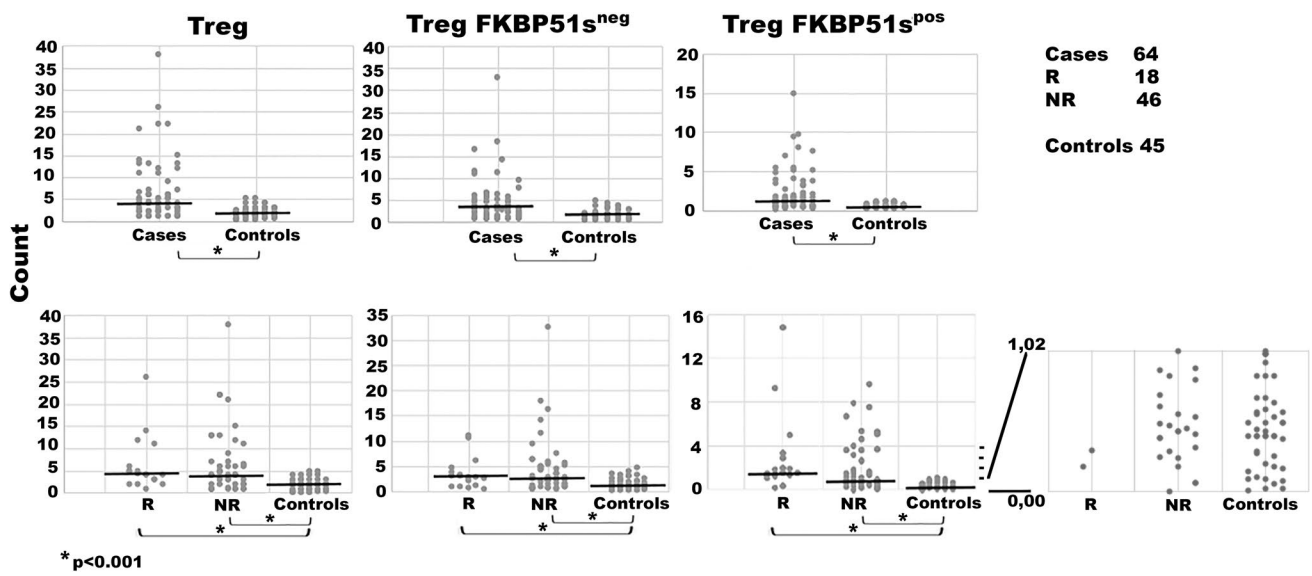 Treg
Treg FKBP51s^neg
Treg FKBP51s^pos
Count
40
35
30
25
20
15
10
5
0
Cases
Controls
*
40
35
30
25
20
15
10
5
0
Cases
Controls
*
20
15
10
5
0
Cases
Controls
*
Cases 64
R 18
NR 46
Controls 45
40
35
30
25
20
15
10
5
0
R
NR
Controls
*
*
35
30
25
20
15
10
5
0
R
NR
Controls
*
*
16
12
8
4
0
R
NR
Controls
*
*
1,02
0,00
R
NR
Controls
* p<0.001